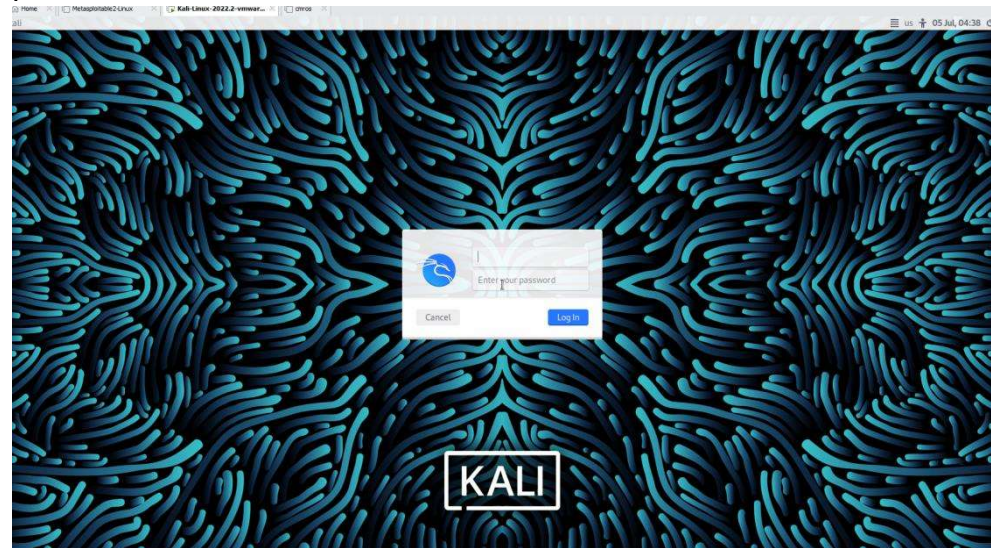 Home Metasploitable2-Linux Kali-Linux-2022.2-vmwar... cmros
ali us 05 Jul, 04:38
Enter your password
Cancel Log In
KALI